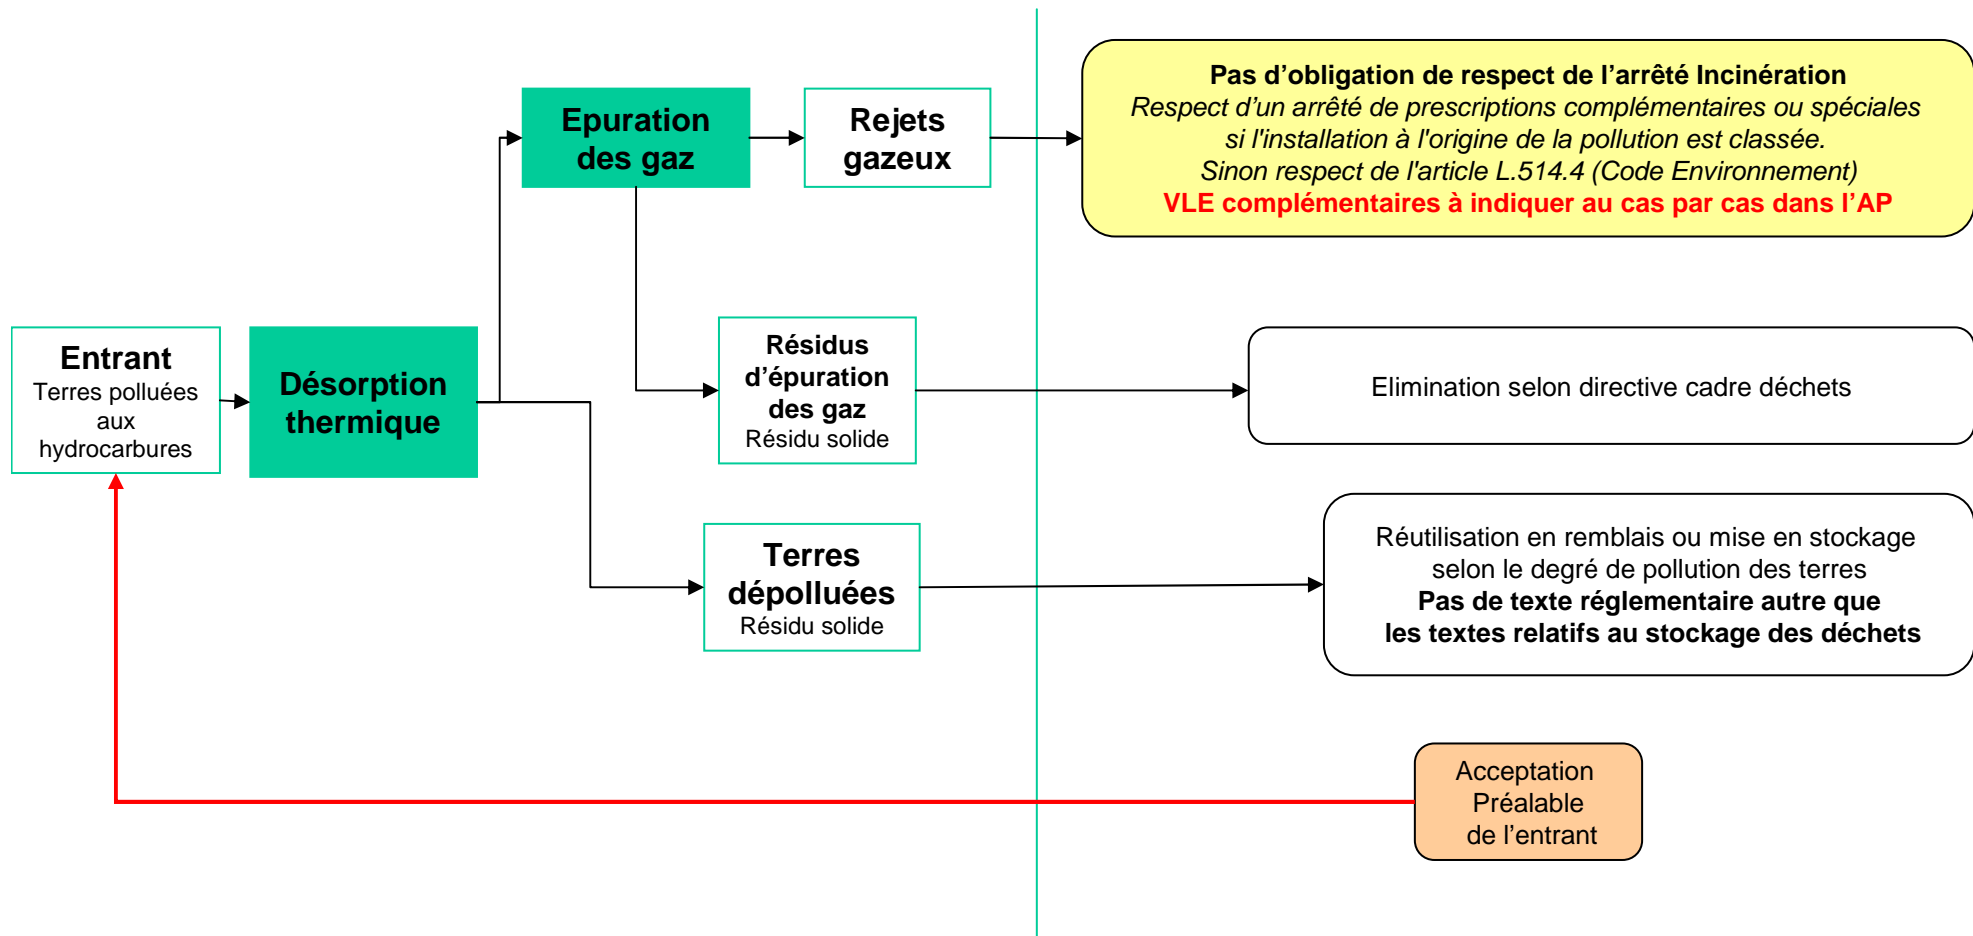 Pas d’obligation de respect de l’arrêté Incinération
Respect d’un arrêté de prescriptions complémentaires ou spéciales
si l'installation à l'origine de la pollution est classée.
Sinon respect de l'article L.514.4 (Code Environnement)
VLE complémentaires à indiquer au cas par cas dans l’AP
Epuration
des gaz
Rejets
gazeux
Entrant
Terres polluées
aux
hydrocarbures
Désorption
thermique
Résidus
d’épuration
des gaz
Résidu solide
Elimination selon directive cadre déchets
Terres
dépolluées
Résidu solide
Réutilisation en remblais ou mise en stockage
selon le degré de pollution des terres
Pas de texte réglementaire autre que
les textes relatifs au stockage des déchets
Acceptation
Préalable
de l’entrant